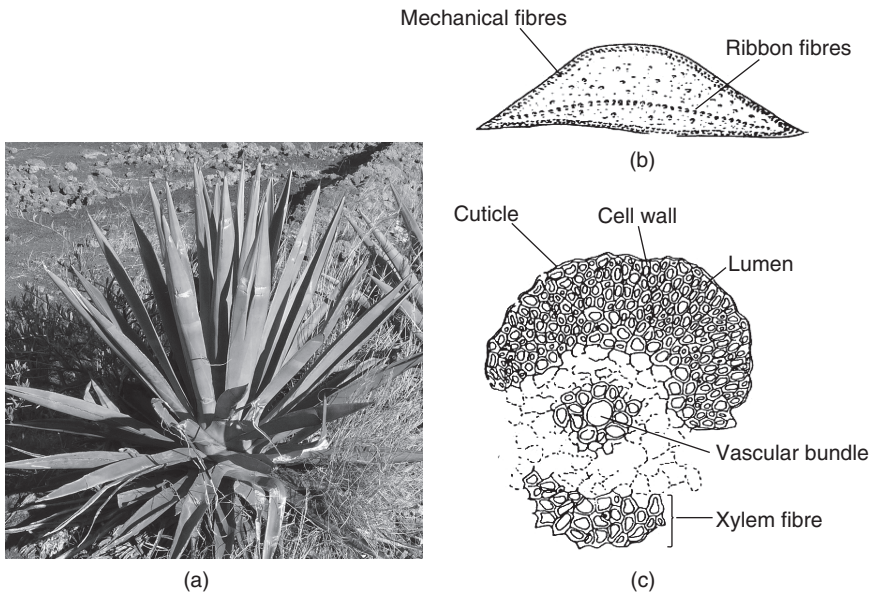 Mechanical fibres
Ribbon fibres
(b)
Cuticle
Cell wall
Lumen
Vascular bundle
Xylem fibre
(a)
(c)